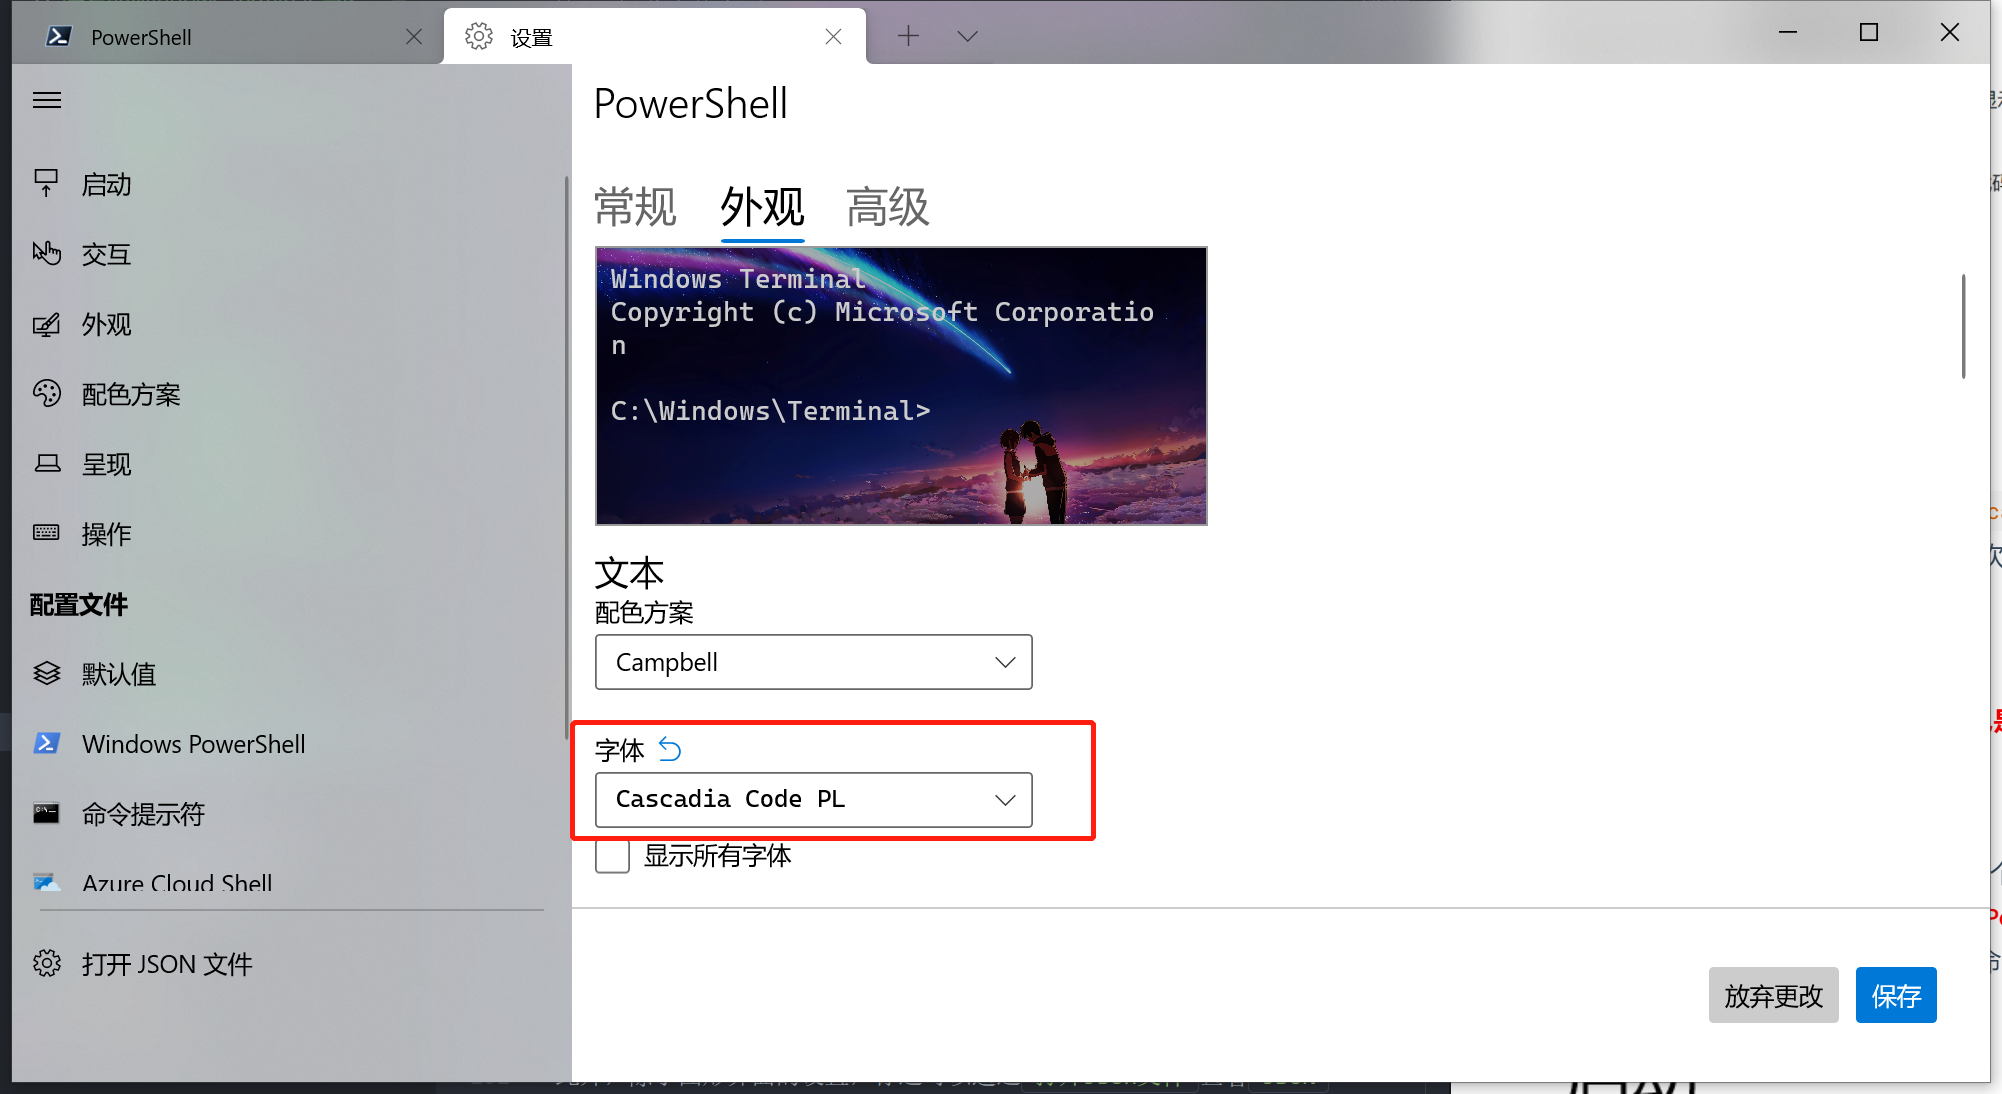 PowerShell
设置
PowerShell
启动
交互
外观
配色方案
呈现
操作
配置文件
默认值
Windows PowerShell
命令提示符
Azure Cloud Shell
打开 JSON 文件
常规 外观 高级
Windows Terminal
Copyright (c) Microsoft Corporatio
n
C:\Windows\Terminal>
文本
配色方案
Campbell
字体
Cascadia Code PL
显示所有字体
放弃更改 保存